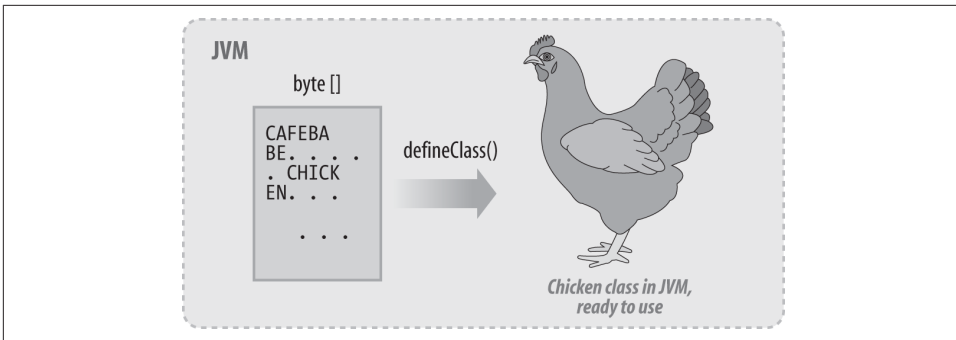 JVM
byte []
CAFEBA
BE. . . .
. CHICK
EN. . .
. . .
defineClass()
Chicken class in JVM,
ready to use